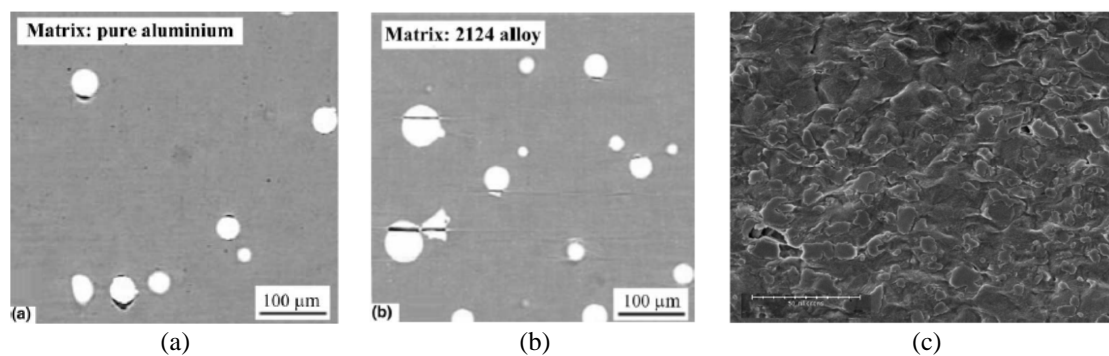 Matrix: pure aluminium
Matrix: 2124 alloy
100 µm
100 µm
(a)
(b)
(a)
(b)
(c)